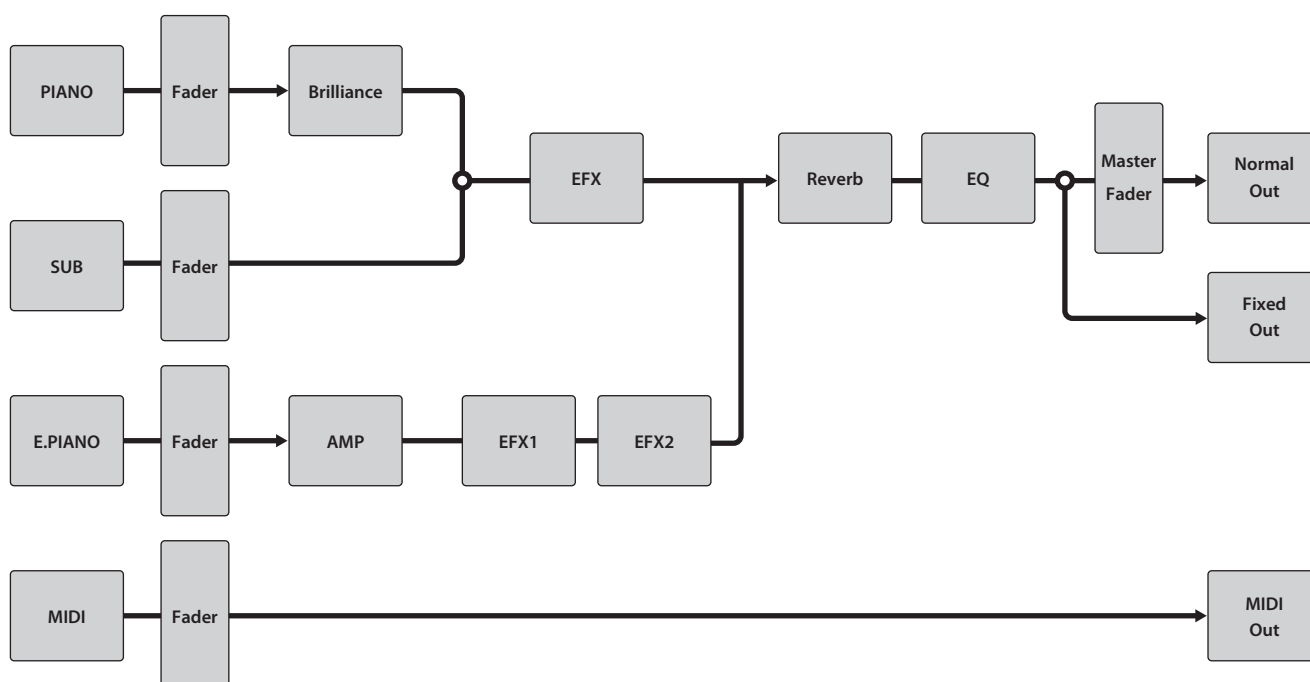 PIANO
Fader
Brilliance
EFX
Reverb
EQ
Master
Fader
Normal
Out
SUB
Fader
Fixed
Out
E.PIANO
Fader
AMP
EFX1
EFX2
MIDI
Fader
MIDI
Out